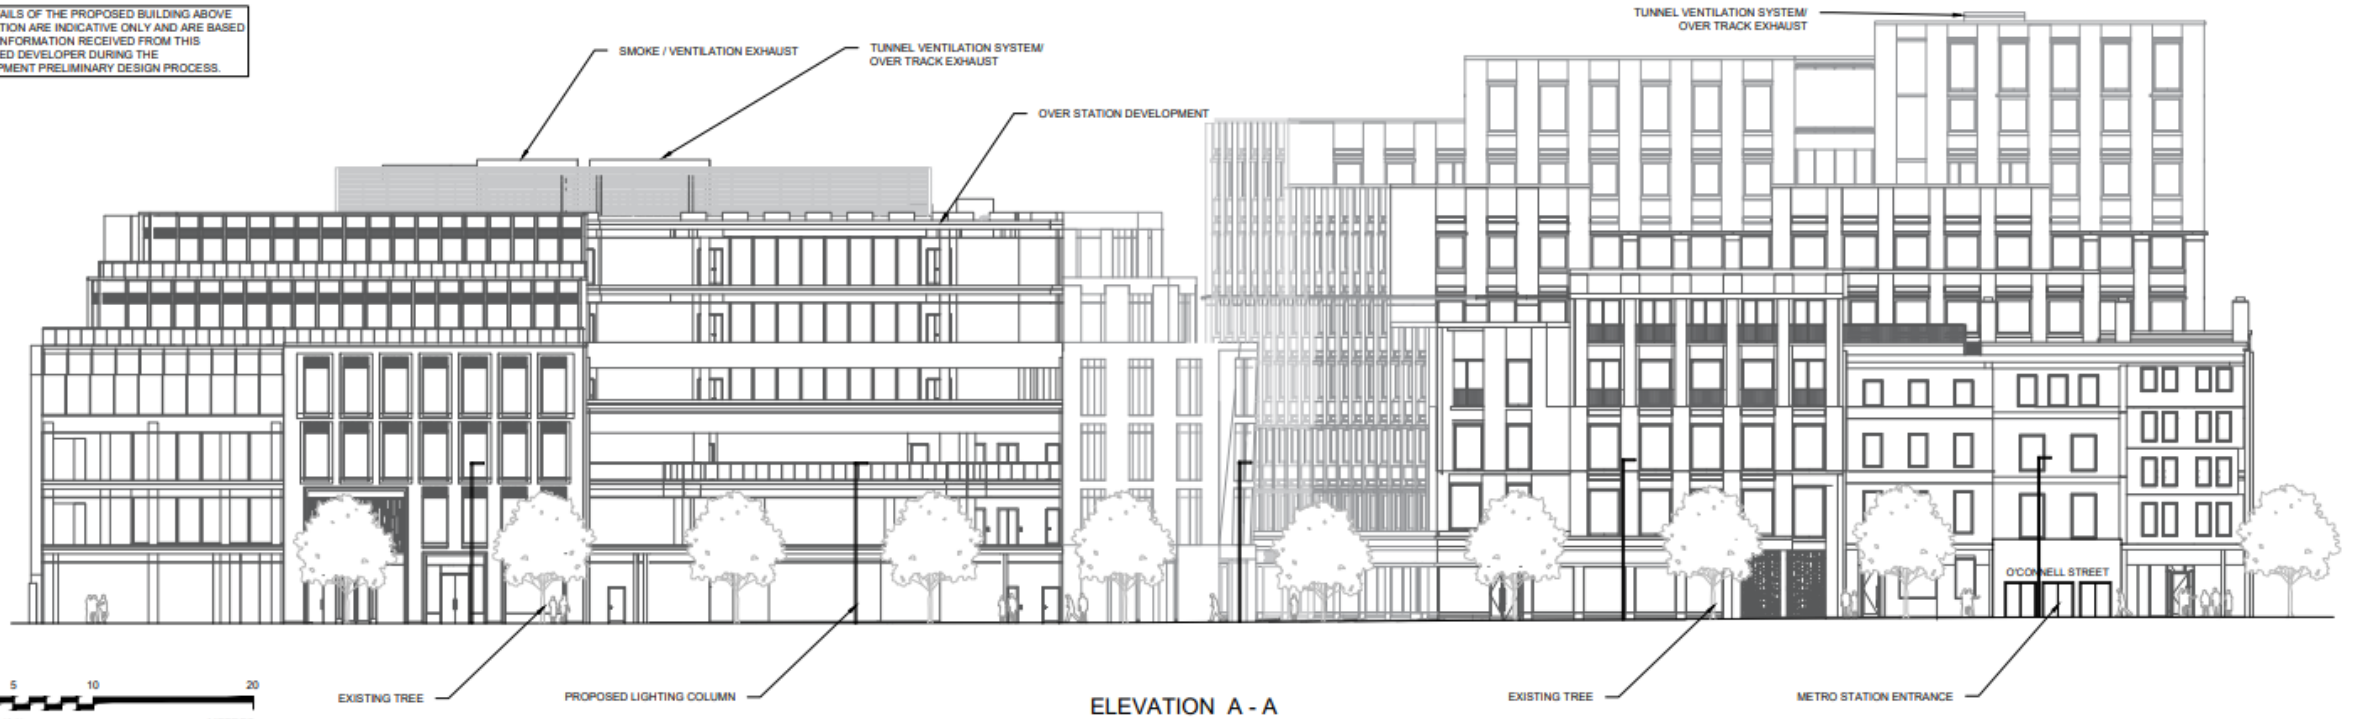 AILS OF THE PROPOSED BUILDING ABOVE
TION ARE INDICATIVE ONLY AND ARE BASED
NFORMATION RECEIVED FROM THIS
ED DEVELOPER DURING THE
PMENT PRELIMINARY DESIGN PROCESS.
SMOKE / VENTILATION EXHAUST
TUNNEL VENTILATION SYSTEM/
OVER TRACK EXHAUST
OVER STATION DEVELOPMENT
TUNNEL VENTILATION SYSTEM/
OVER TRACK EXHAUST
O'CONNELL STREET
5 10 20
EXISTING TREE
PROPOSED LIGHTING COLUMN
ELEVATION A - A
EXISTING TREE
METRO STATION ENTRANCE